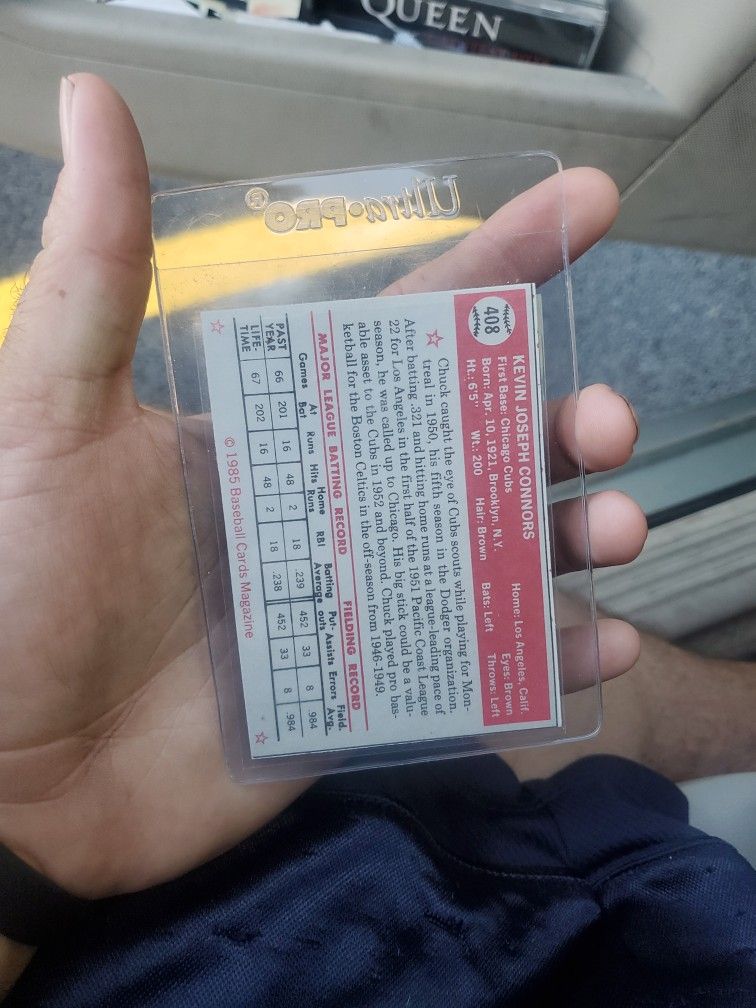 QUEEN
Ultra·PRO®
408
KEVIN JOSEPH CONNORS
First Base: Chicago Cubs Home: Los Angeles, Calif.
Born: Apr. 10, 1921, Brooklyn, N.Y. Eyes: Brown
Ht.: 6'5" Wt.: 200 Hair: Brown Bats: Left Throws: Left
Chuck caught the eye of Cubs scouts while playing for Mon-
treal in 1950, his fifth season in the Dodger organization.
After batting .321 and hitting home runs at a league-leading pace of
22 for Los Angeles in the first half of the 1951 Pacific Coast League
season, he was called up to Chicago. His big stick could be a valu-
able asset to the Cubs in 1952 and beyond. Chuck played pro bas-
ketball for the Boston Celtics in the off-season from 1946-1949.
MAJOR LEAGUE BATTING RECORD FIELDING RECORD
Games At Bat Runs Hits Home Runs RBI Batting Average Put-outs Assists Errors Field. Avg.
PAST YEAR 66 201 16 48 2 18 .239 452 33 8 .984
LIFE-TIME 67 202 16 48 2 18 .238 452 33 8 .984
© 1985 Baseball Cards Magazine